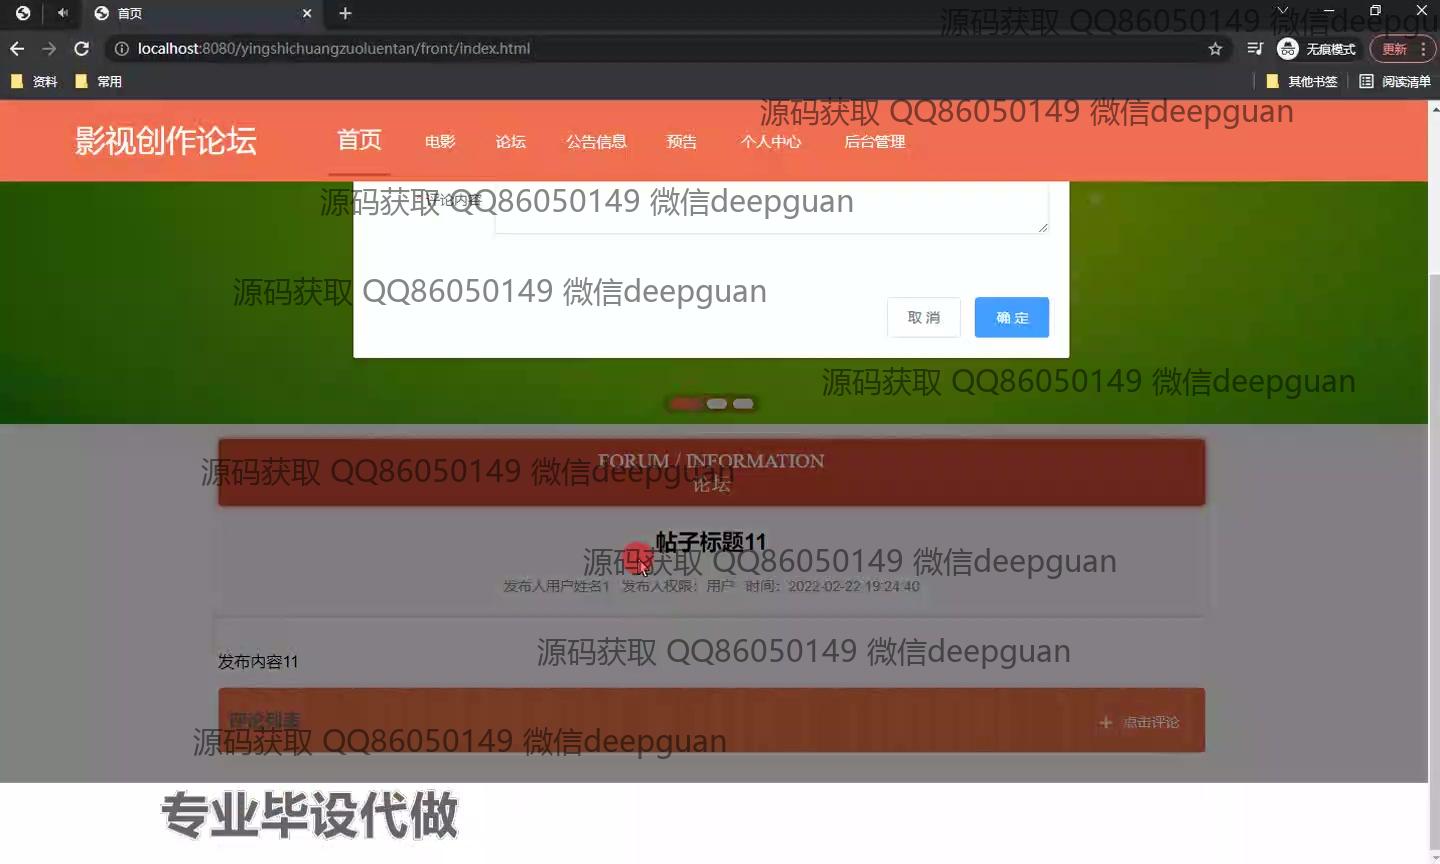 首页
localhost:8080/yingshichuangzuoluentan/front/index.html
无痕模式
更新
资料
常用
其他书签
阅读清单
源码获取 QQ86050149 微信deepgu
源码获取 QQ86050149 微信deepguan
影视创作论坛
首页
电影
论坛
公告信息
预告
个人中心
后台管理
评论内容
源码获取 QQ86050149 微信deepguan
源码获取 QQ86050149 微信deepguan
取消
确定
源码获取 QQ86050149 微信deepguan
FORUM / INFORMATION
论坛
源码获取 QQ86050149 微信deepguan
帖子标题11
源码获取 QQ86050149 微信deepguan
发布人用户姓名1 发布人权限：用户 时间：2022-02-22 19:24:40
源码获取 QQ86050149 微信deepguan
发布内容11
评论列表
+ 点击评论
源码获取 QQ86050149 微信deepguan
专业毕设代做